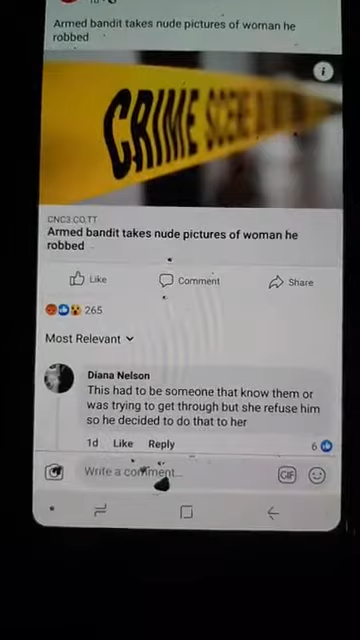 Armed bandit takes nude pictures of woman he
robbed
CRIME SCENE
CNC3.CO.TT
Armed bandit takes nude pictures of woman he
robbed
Like
Comment
Share
265
Most Relevant
Diana Nelson
This had to be someone that know them or
was trying to get through but she refuse him
so he decided to do that to her
1d Like Reply
6
Write a comment...
GIF